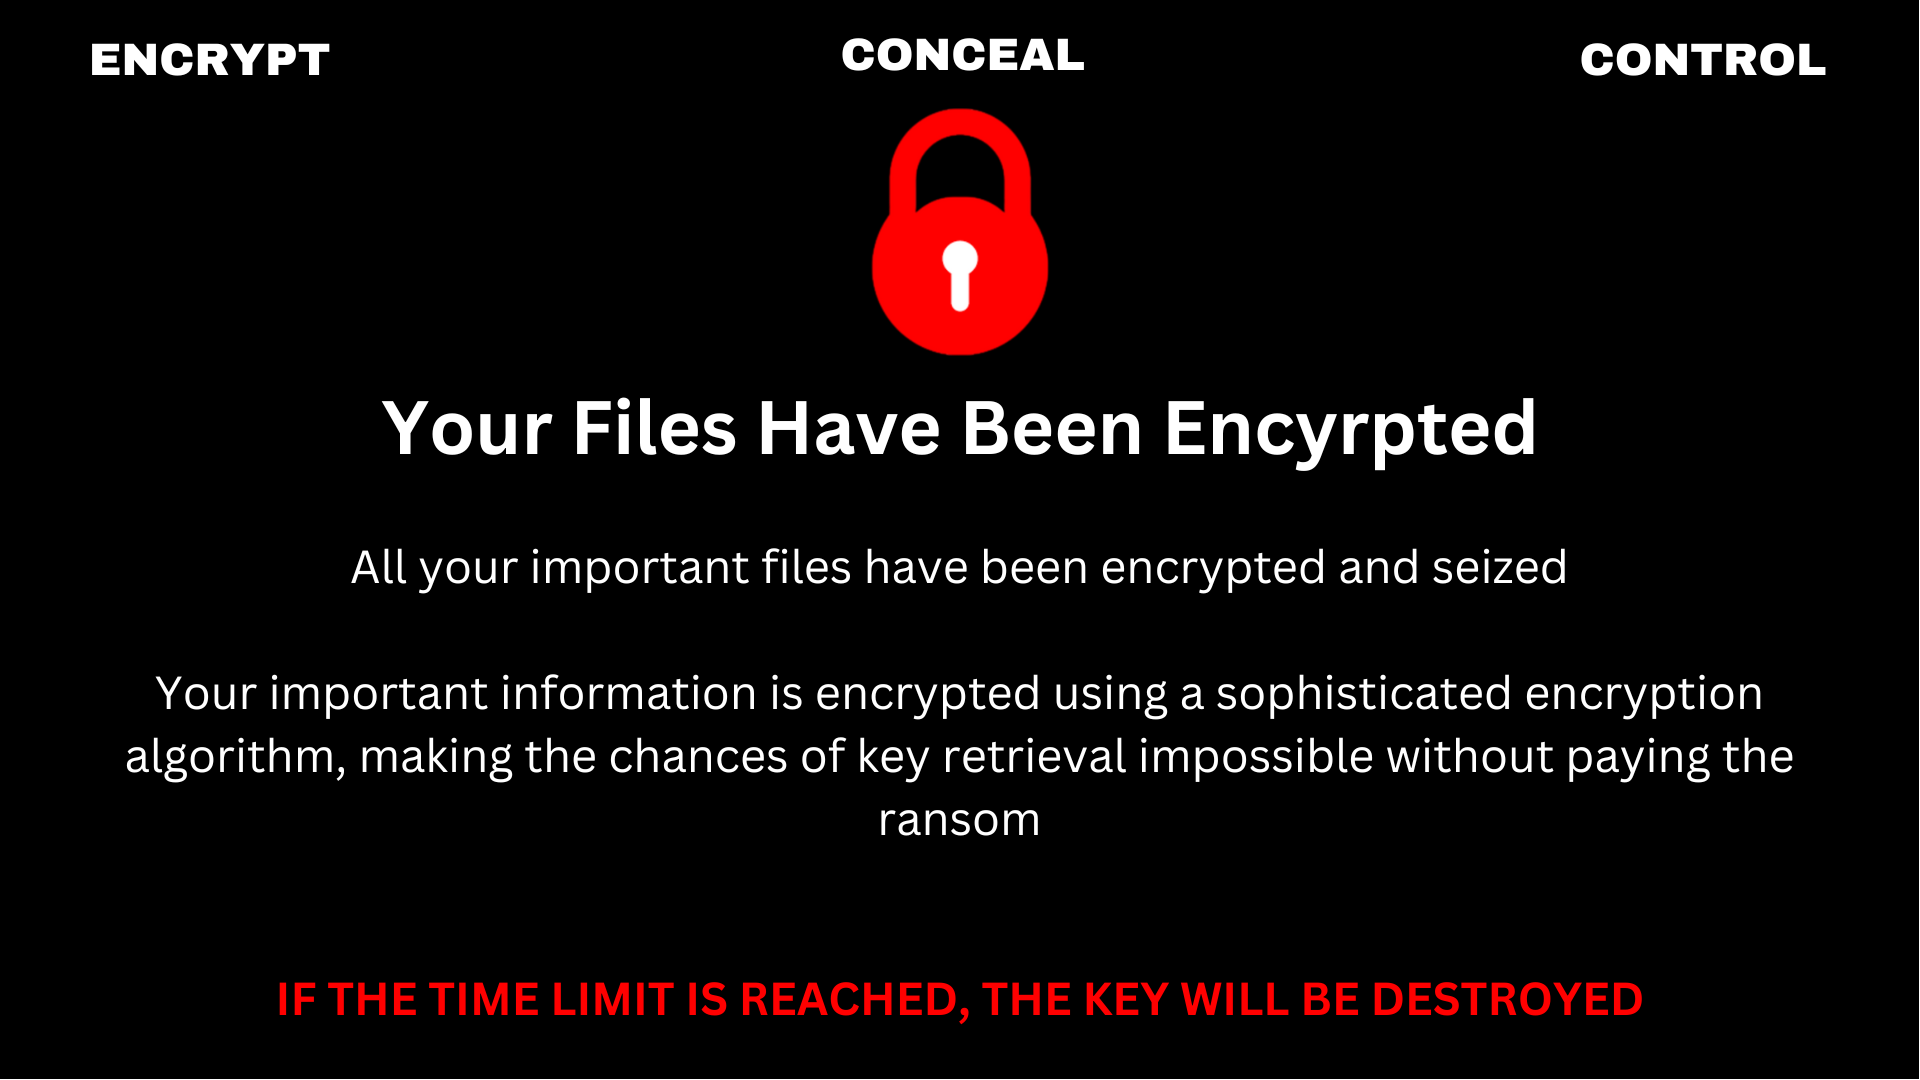 ENCRYPT
CONCEAL
CONTROL
Your Files Have Been Encyrpted
All your important files have been encrypted and seized
Your important information is encrypted using a sophisticated encryption
algorithm, making the chances of key retrieval impossible without paying the
ransom
IF THE TIME LIMIT IS REACHED, THE KEY WILL BE DESTROYED